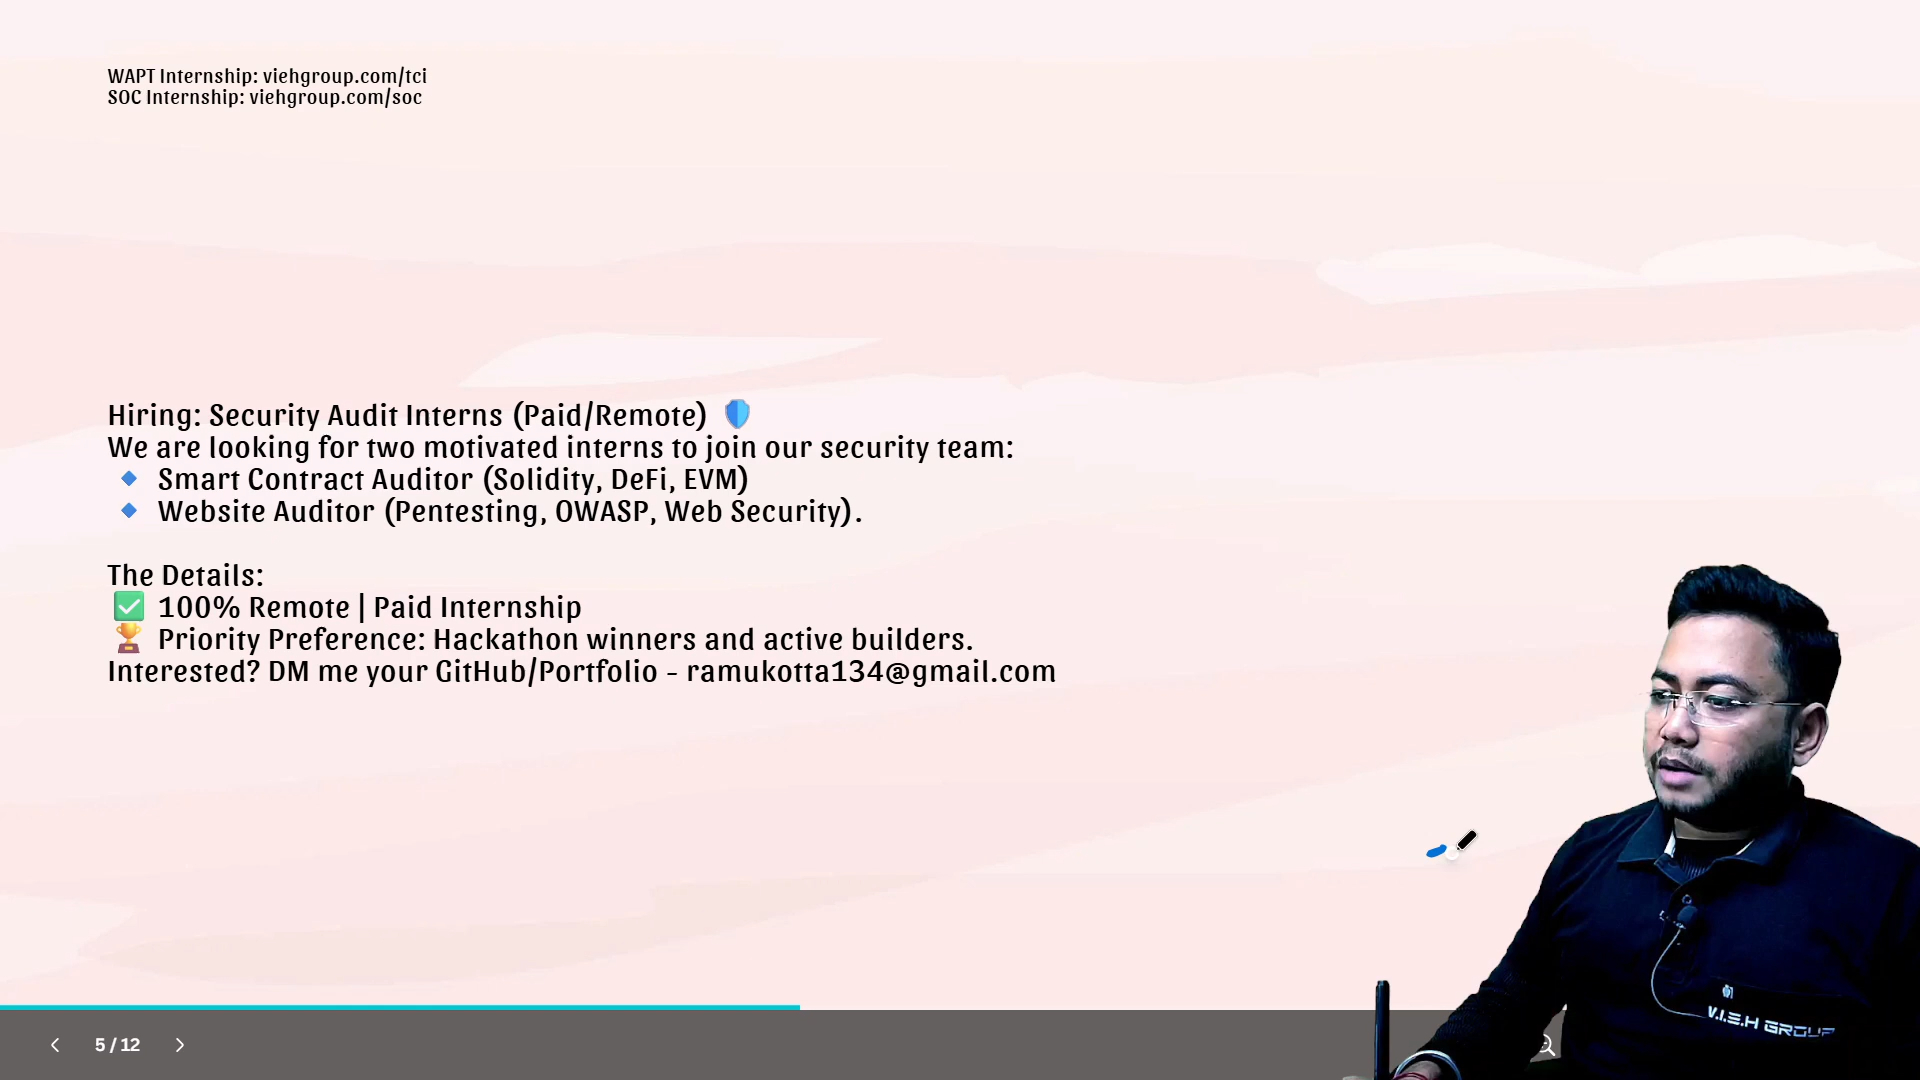 WAPT Internship: viehgroup.com/tci
SOC Internship: viehgroup.com/soc
Hiring: Security Audit Interns (Paid/Remote) 🛡️
We are looking for two motivated interns to join our security team:
🔹 Smart Contract Auditor (Solidity, DeFi, EVM)
🔹 Website Auditor (Pentesting, OWASP, Web Security).
The Details:
✅ 100% Remote | Paid Internship
🏆 Priority Preference: Hackathon winners and active builders.
Interested? DM me your GitHub/Portfolio - ramukotta134@gmail.com
V.I.E.H GROUP
5 / 12